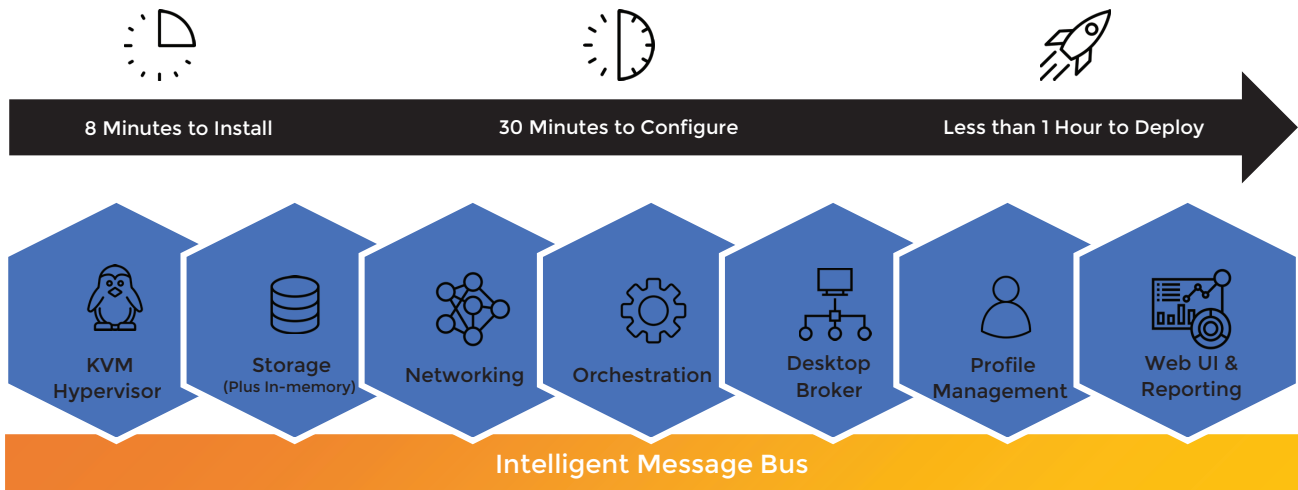 8 Minutes to Install
30 Minutes to Configure
Less than 1 Hour to Deploy
KVM
Hypervisor
Storage
(Plus In-memory)
Networking
Orchestration
Desktop
Broker
Profile
Management
Web UI &
Reporting
Intelligent Message Bus